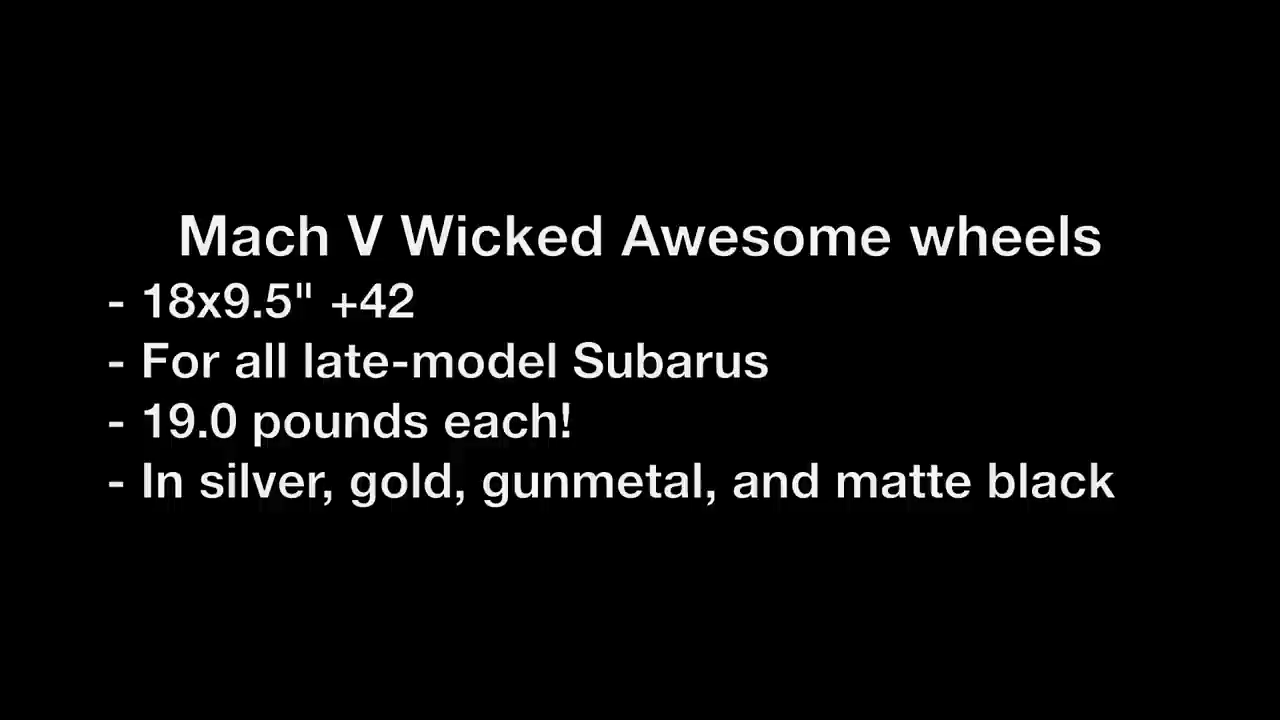 Mach V Wicked Awesome wheels
- 18x9.5" +42
- For all late-model Subarus
- 19.0 pounds each!
- In silver, gold, gunmetal, and matte black